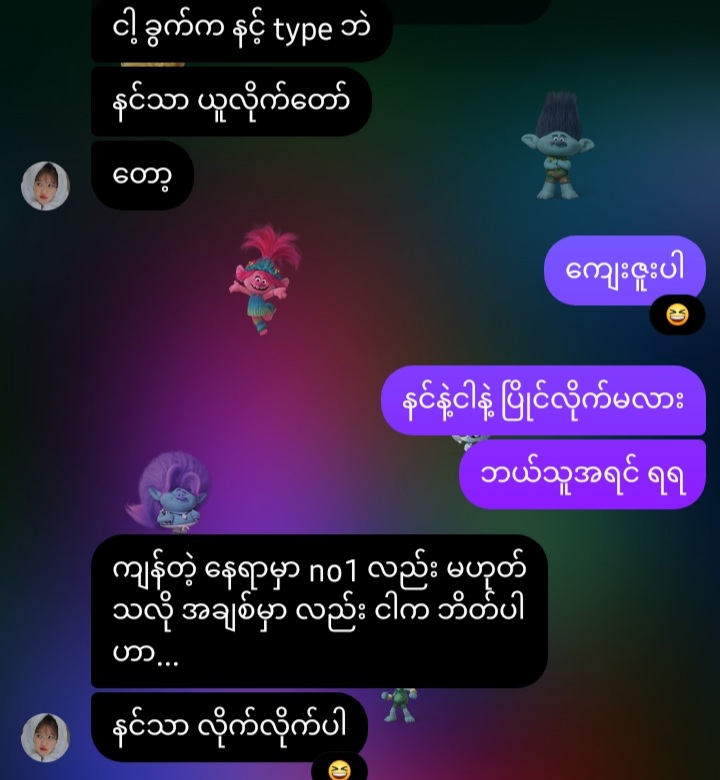 ငါ့ ခွက်က နင့် type ဘဲ
နင်သာ ယူလိုက်တော်
တော့
ကျေးဇူးပါ
နင်နဲ့ငါနဲ့ ပြိုင်လိုက်မလား
ဘယ်သူအရင် ရရ
ကျန်တဲ့ နေရာမှာ no1 လည်း မဟုတ်
သလို အချစ်မှာ လည်း ငါက ဘိတ်ပါ
ဟာ...
နင်သာ လိုက်လိုက်ပါ